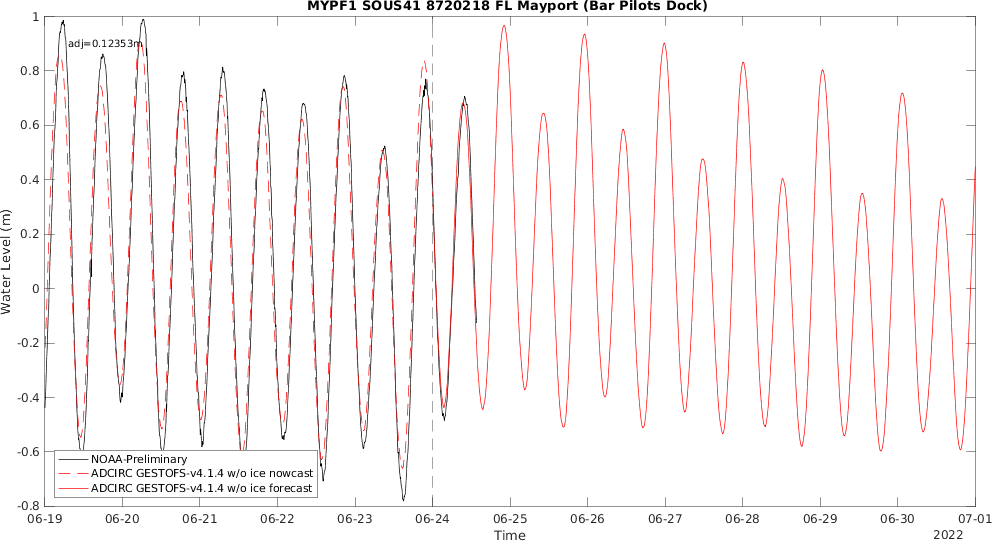 MYPF1 SOUS41 8720218 FL Mayport (Bar Pilots Dock)
adj=0.12353m
Water Level (m)
1
0.8
0.6
0.4
0.2
0
-0.2
-0.4
-0.6
-0.8
NOAA-Preliminary
ADCIRC GESTOFS-v4.1.4 w/o ice nowcast
ADCIRC GESTOFS-v4.1.4 w/o ice forecast
06-19 06-20 06-21 06-22 06-23 06-24 06-25 06-26 06-27 06-28 06-29 06-30 07-01
Time
2022